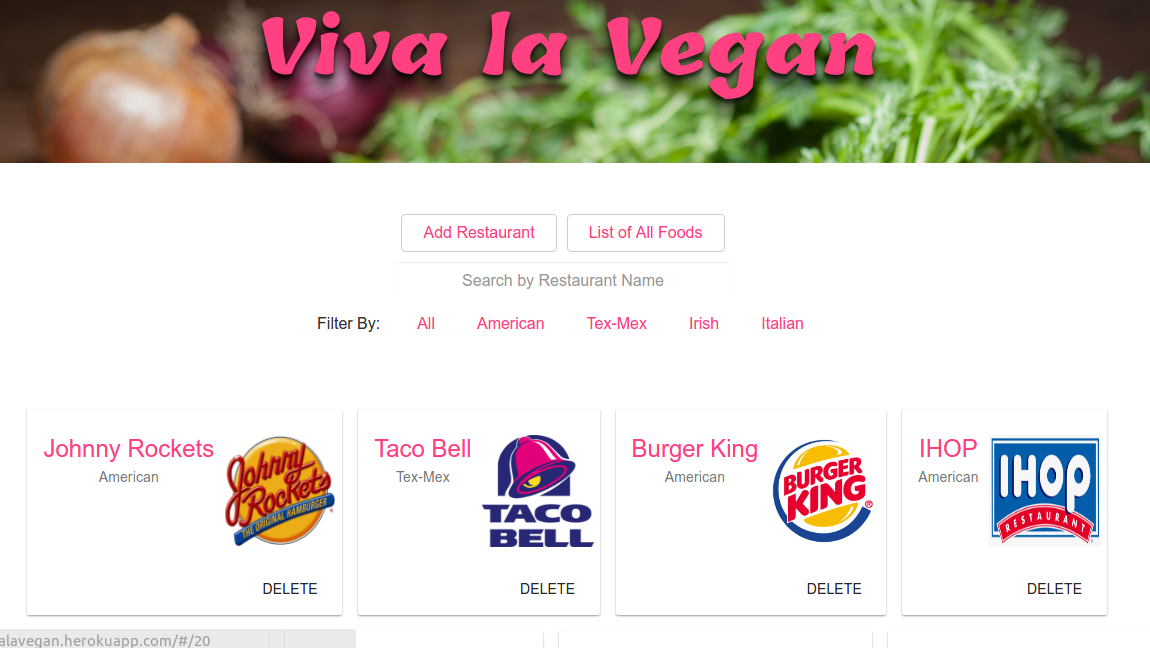 Viva la Vegan
Add Restaurant
List of All Foods
Search by Restaurant Name
Filter By: All American Tex-Mex Irish Italian
Johnny Rockets
American
Johnny
Rockets
THE ORIGINAL HAMBURGER
DELETE
Taco Bell
Tex-Mex
TACO
BELL
DELETE
Burger King
American
BURGER
KING
®
DELETE
IHOP
American
IHOP
RESTAURANT
DELETE
alavegan.herokuapp.com/#/20